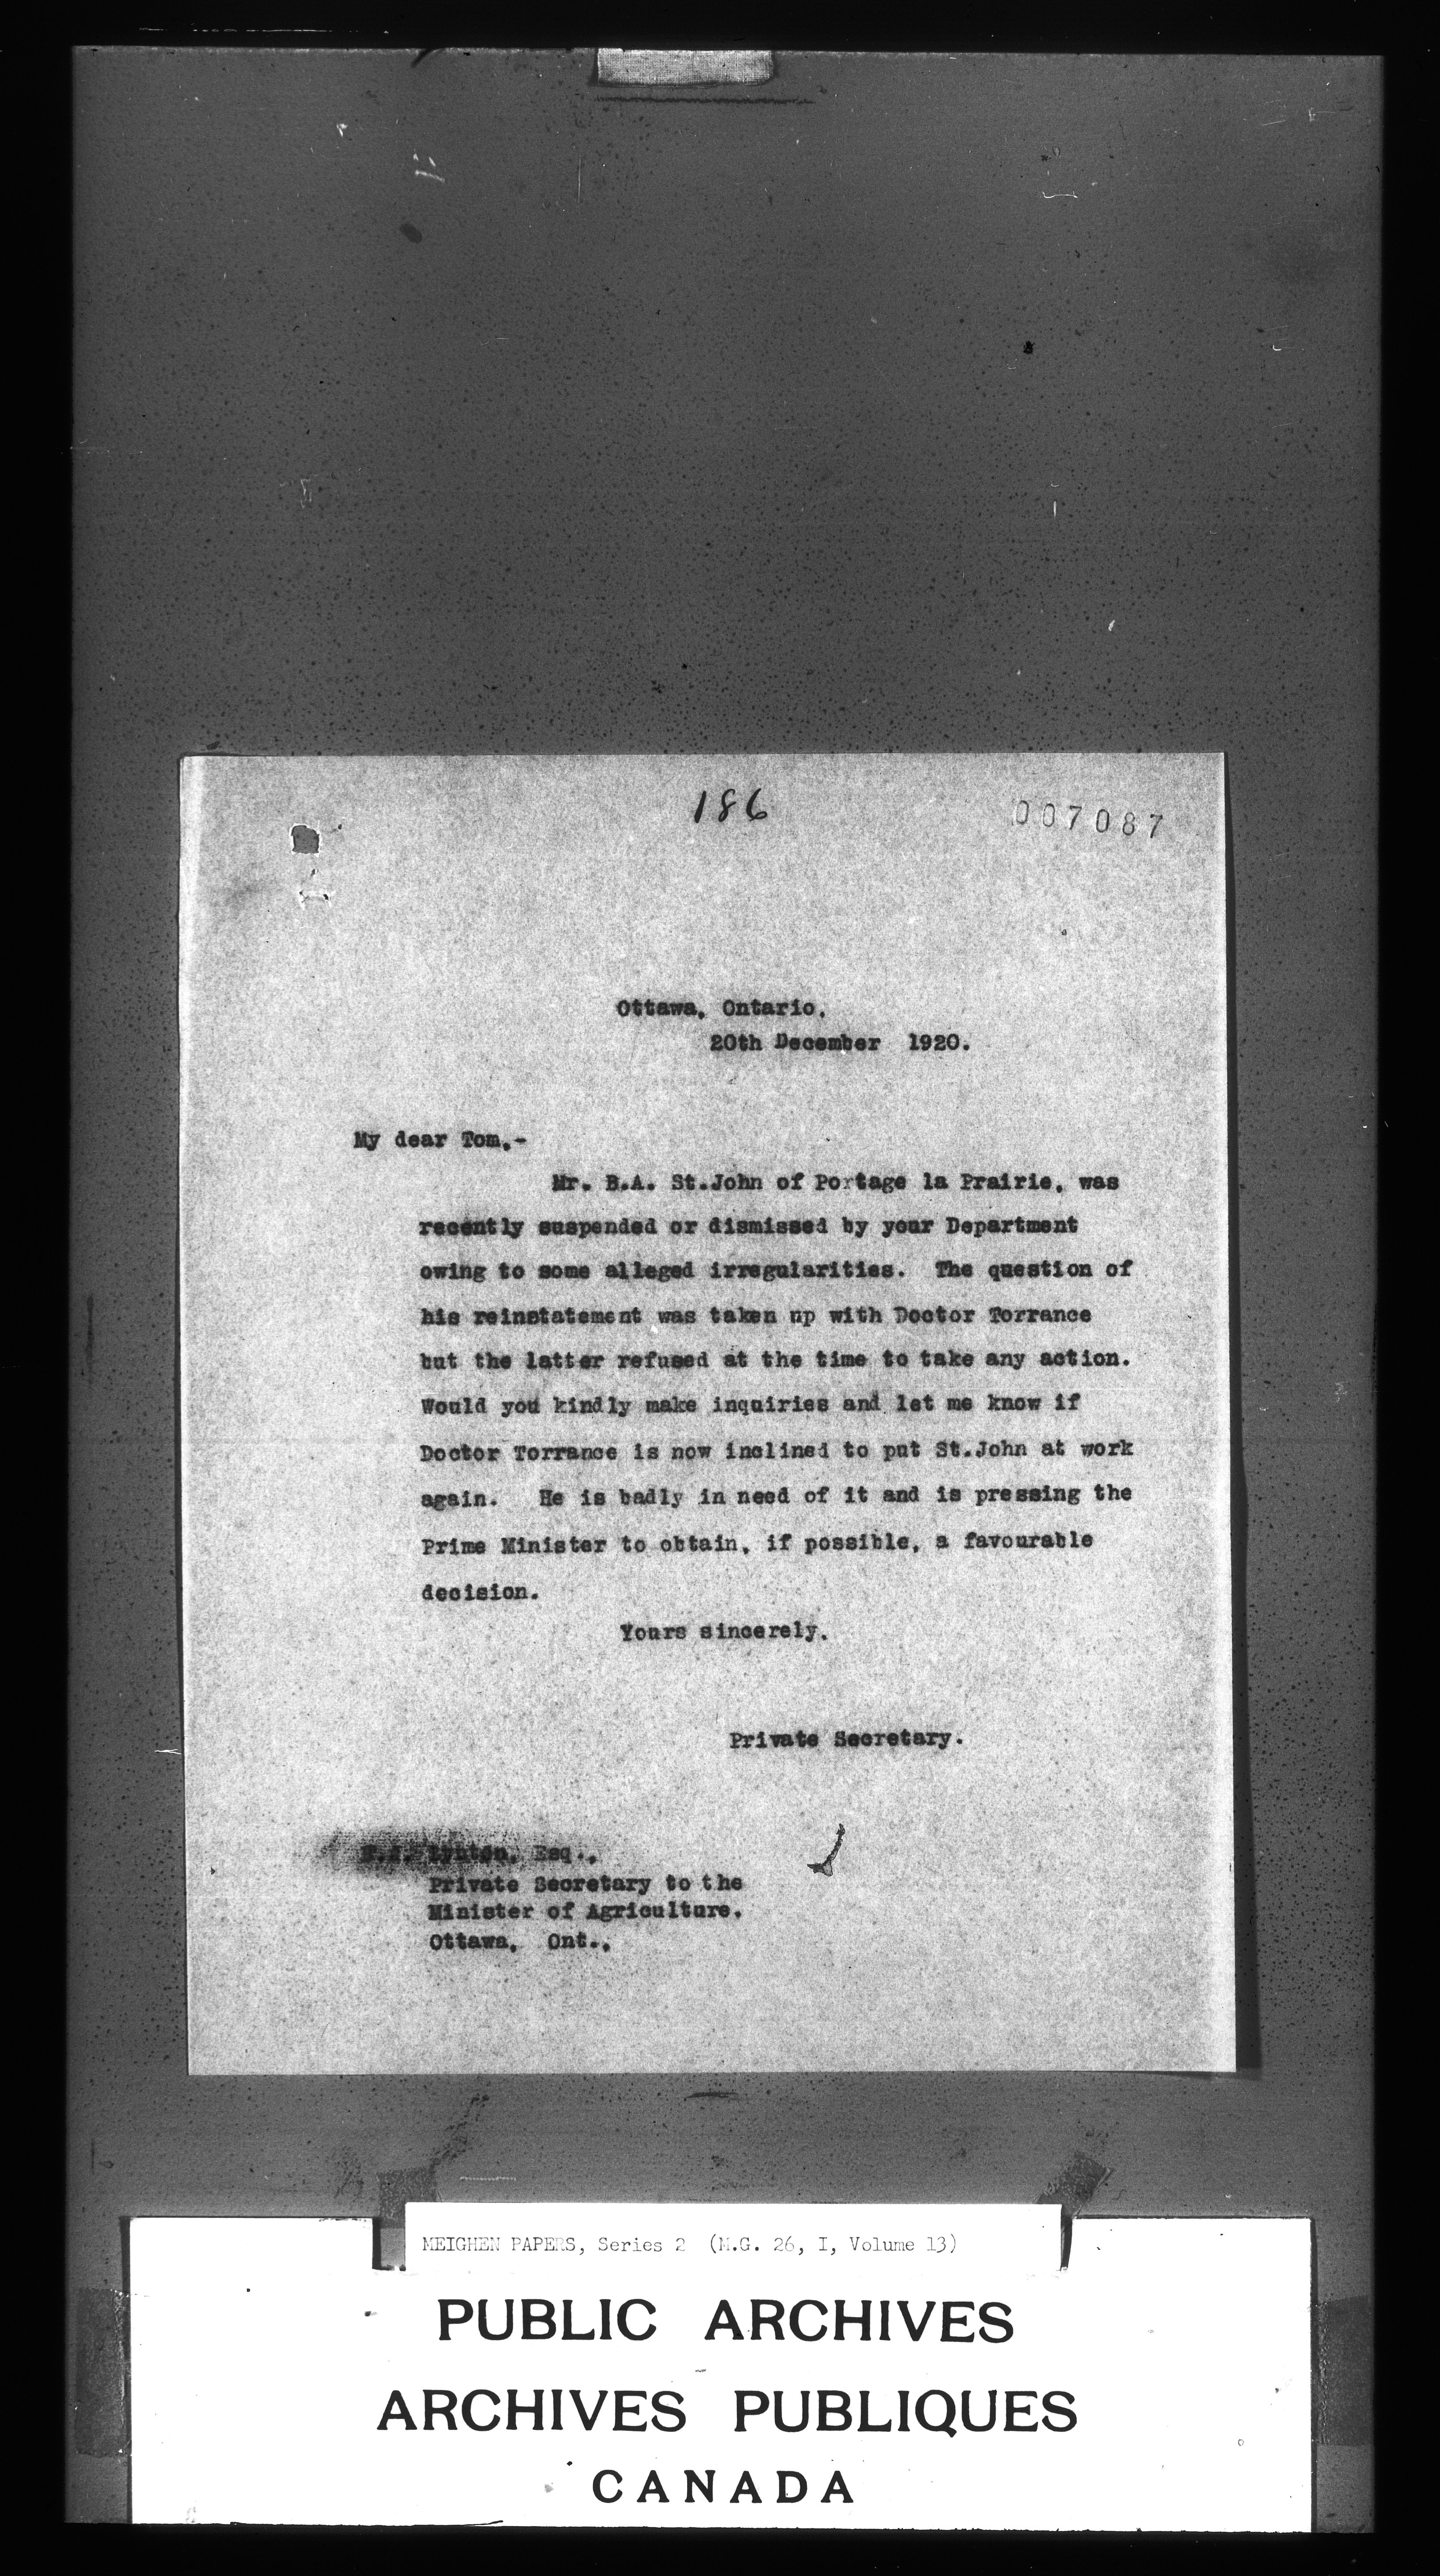 186
007087
Ottawa, Ontario,
20th December 1920.
My dear Tom,-
Mr. B.A. St.John of Portage la Prairie, was
recently suspended or dismissed by your Department
owing to some alleged irregularities. The question of
his reinstatement was taken up with Doctor Torrance
but the latter refused at the time to take any action.
Would you kindly make inquiries and let me know if
Doctor Torrance is now inclined to put St.John at work
again. He is badly in need of it and is pressing the
Prime Minister to obtain, if possible, a favourable
decision.
Yours sincerely,
Private Secretary.
Esq.,
Private Secretary to the
Minister of Agriculture,
Ottawa, Ont.,
MEIGHEN PAPERS, Series 2 (M.G. 26, I, Volume 13)
PUBLIC ARCHIVES
ARCHIVES PUBLIQUES
CANADA